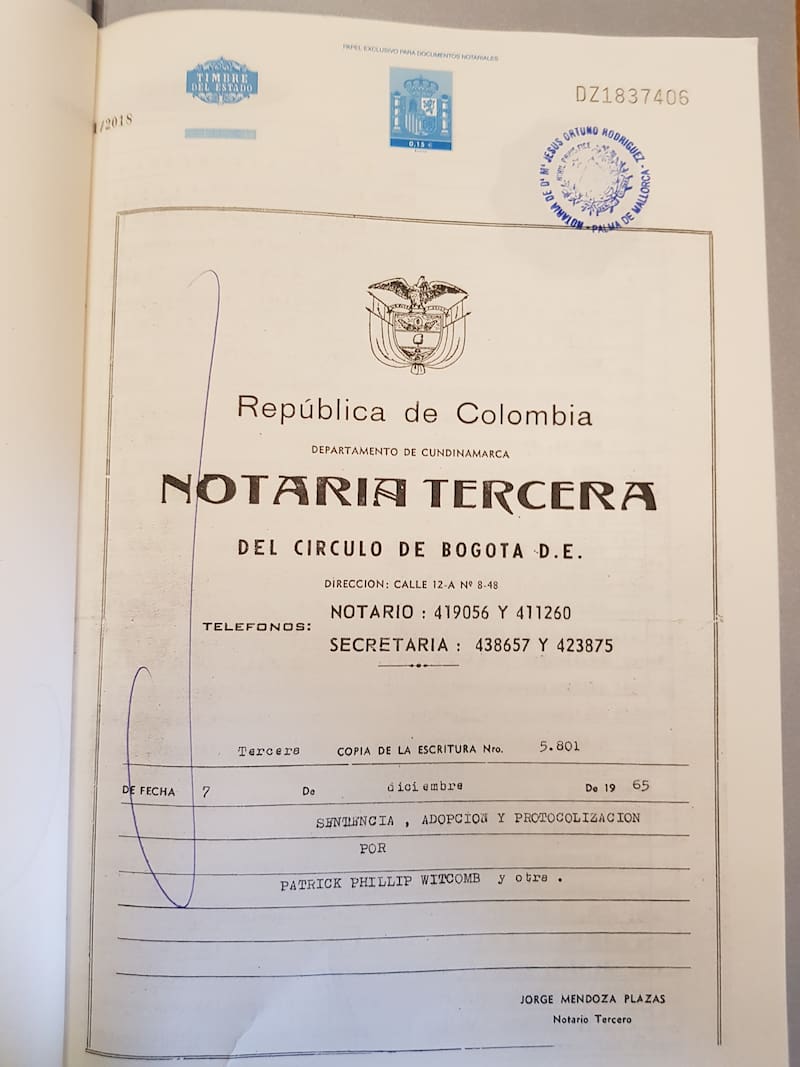 PAPEL EXCLUSIVO PARA DOCUMENTOS NOTARIALES
TIMBRE
DEL ESTADO
0,15 €
DZ1837406
/2018
NOTARIA DE Dª Mª JESUS ORTUÑO RODRIGUEZ - PALMA DE MALLORCA
República de Colombia
DEPARTAMENTO DE CUNDINAMARCA
NOTARIA TERCERA
DEL CIRCULO DE BOGOTA D.E.
DIRECCION: CALLE 12-A Nº 8-48
TELEFONOS:
NOTARIO : 419056 Y 411260
SECRETARIA : 438657 Y 423875
Tercera COPIA DE LA ESCRITURA Nro. 5.801
DE FECHA 7 De diciembre De 19 65
SENTENCIA , ADOPCION Y PROTOCOLIZACION
POR
PATRICK PHILLIP WITCOMB y otra .
JORGE MENDOZA PLAZAS
Notario Tercero